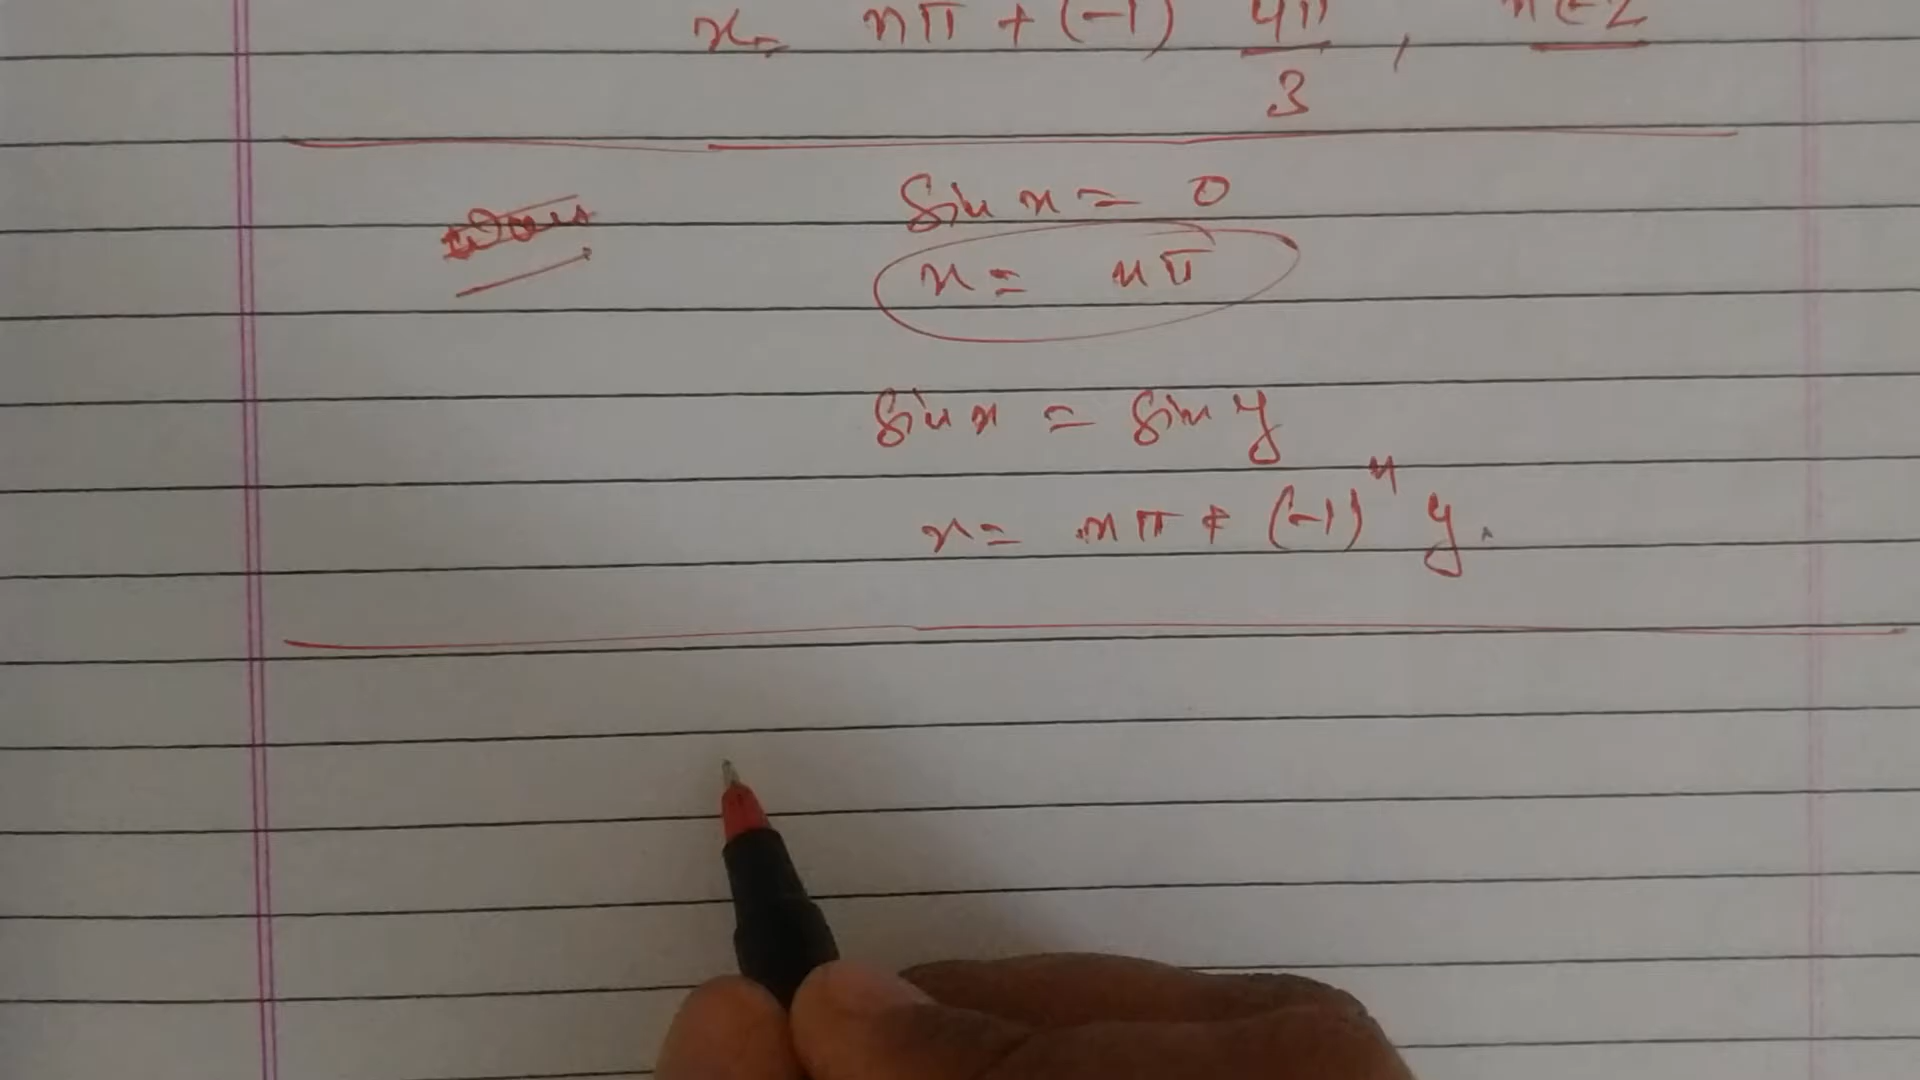 x = nπ + (-1) 4π/3, n ∈ Z
Sin x = 0
x = nπ
Sin x = Sin y
x = nπ + (-1)^n y.